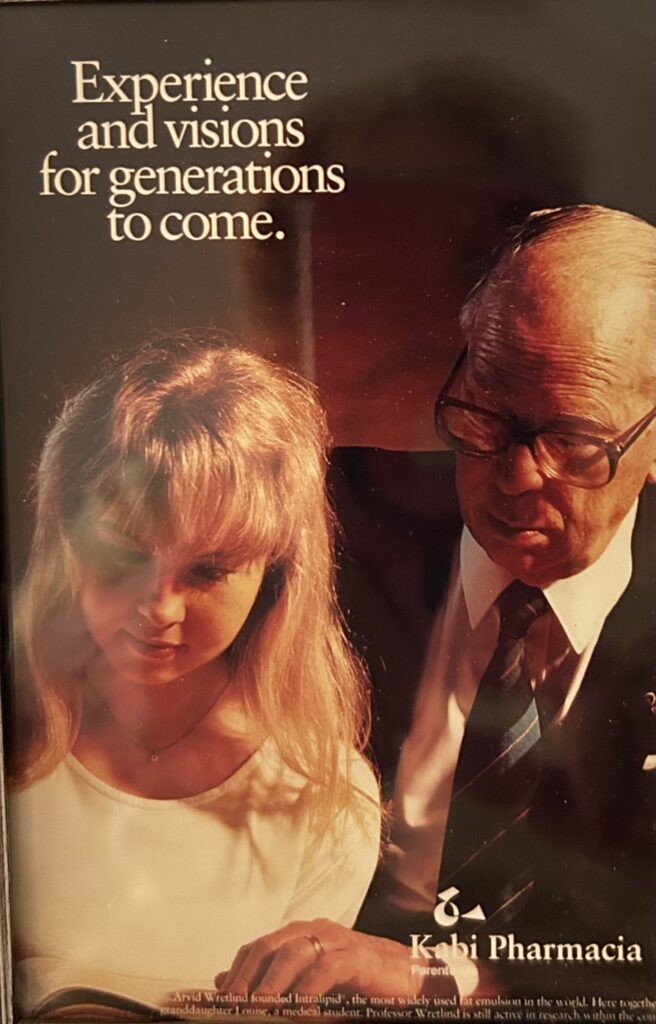 Experience
and visions
for generations
to come.
Kabi Pharmacia
Arvid Wretlind founded Intralipid®, the most widely used fat emulsion in the world. Here together
granddaughter Louise, a medical student. Professor Wretlind is still active in research within the